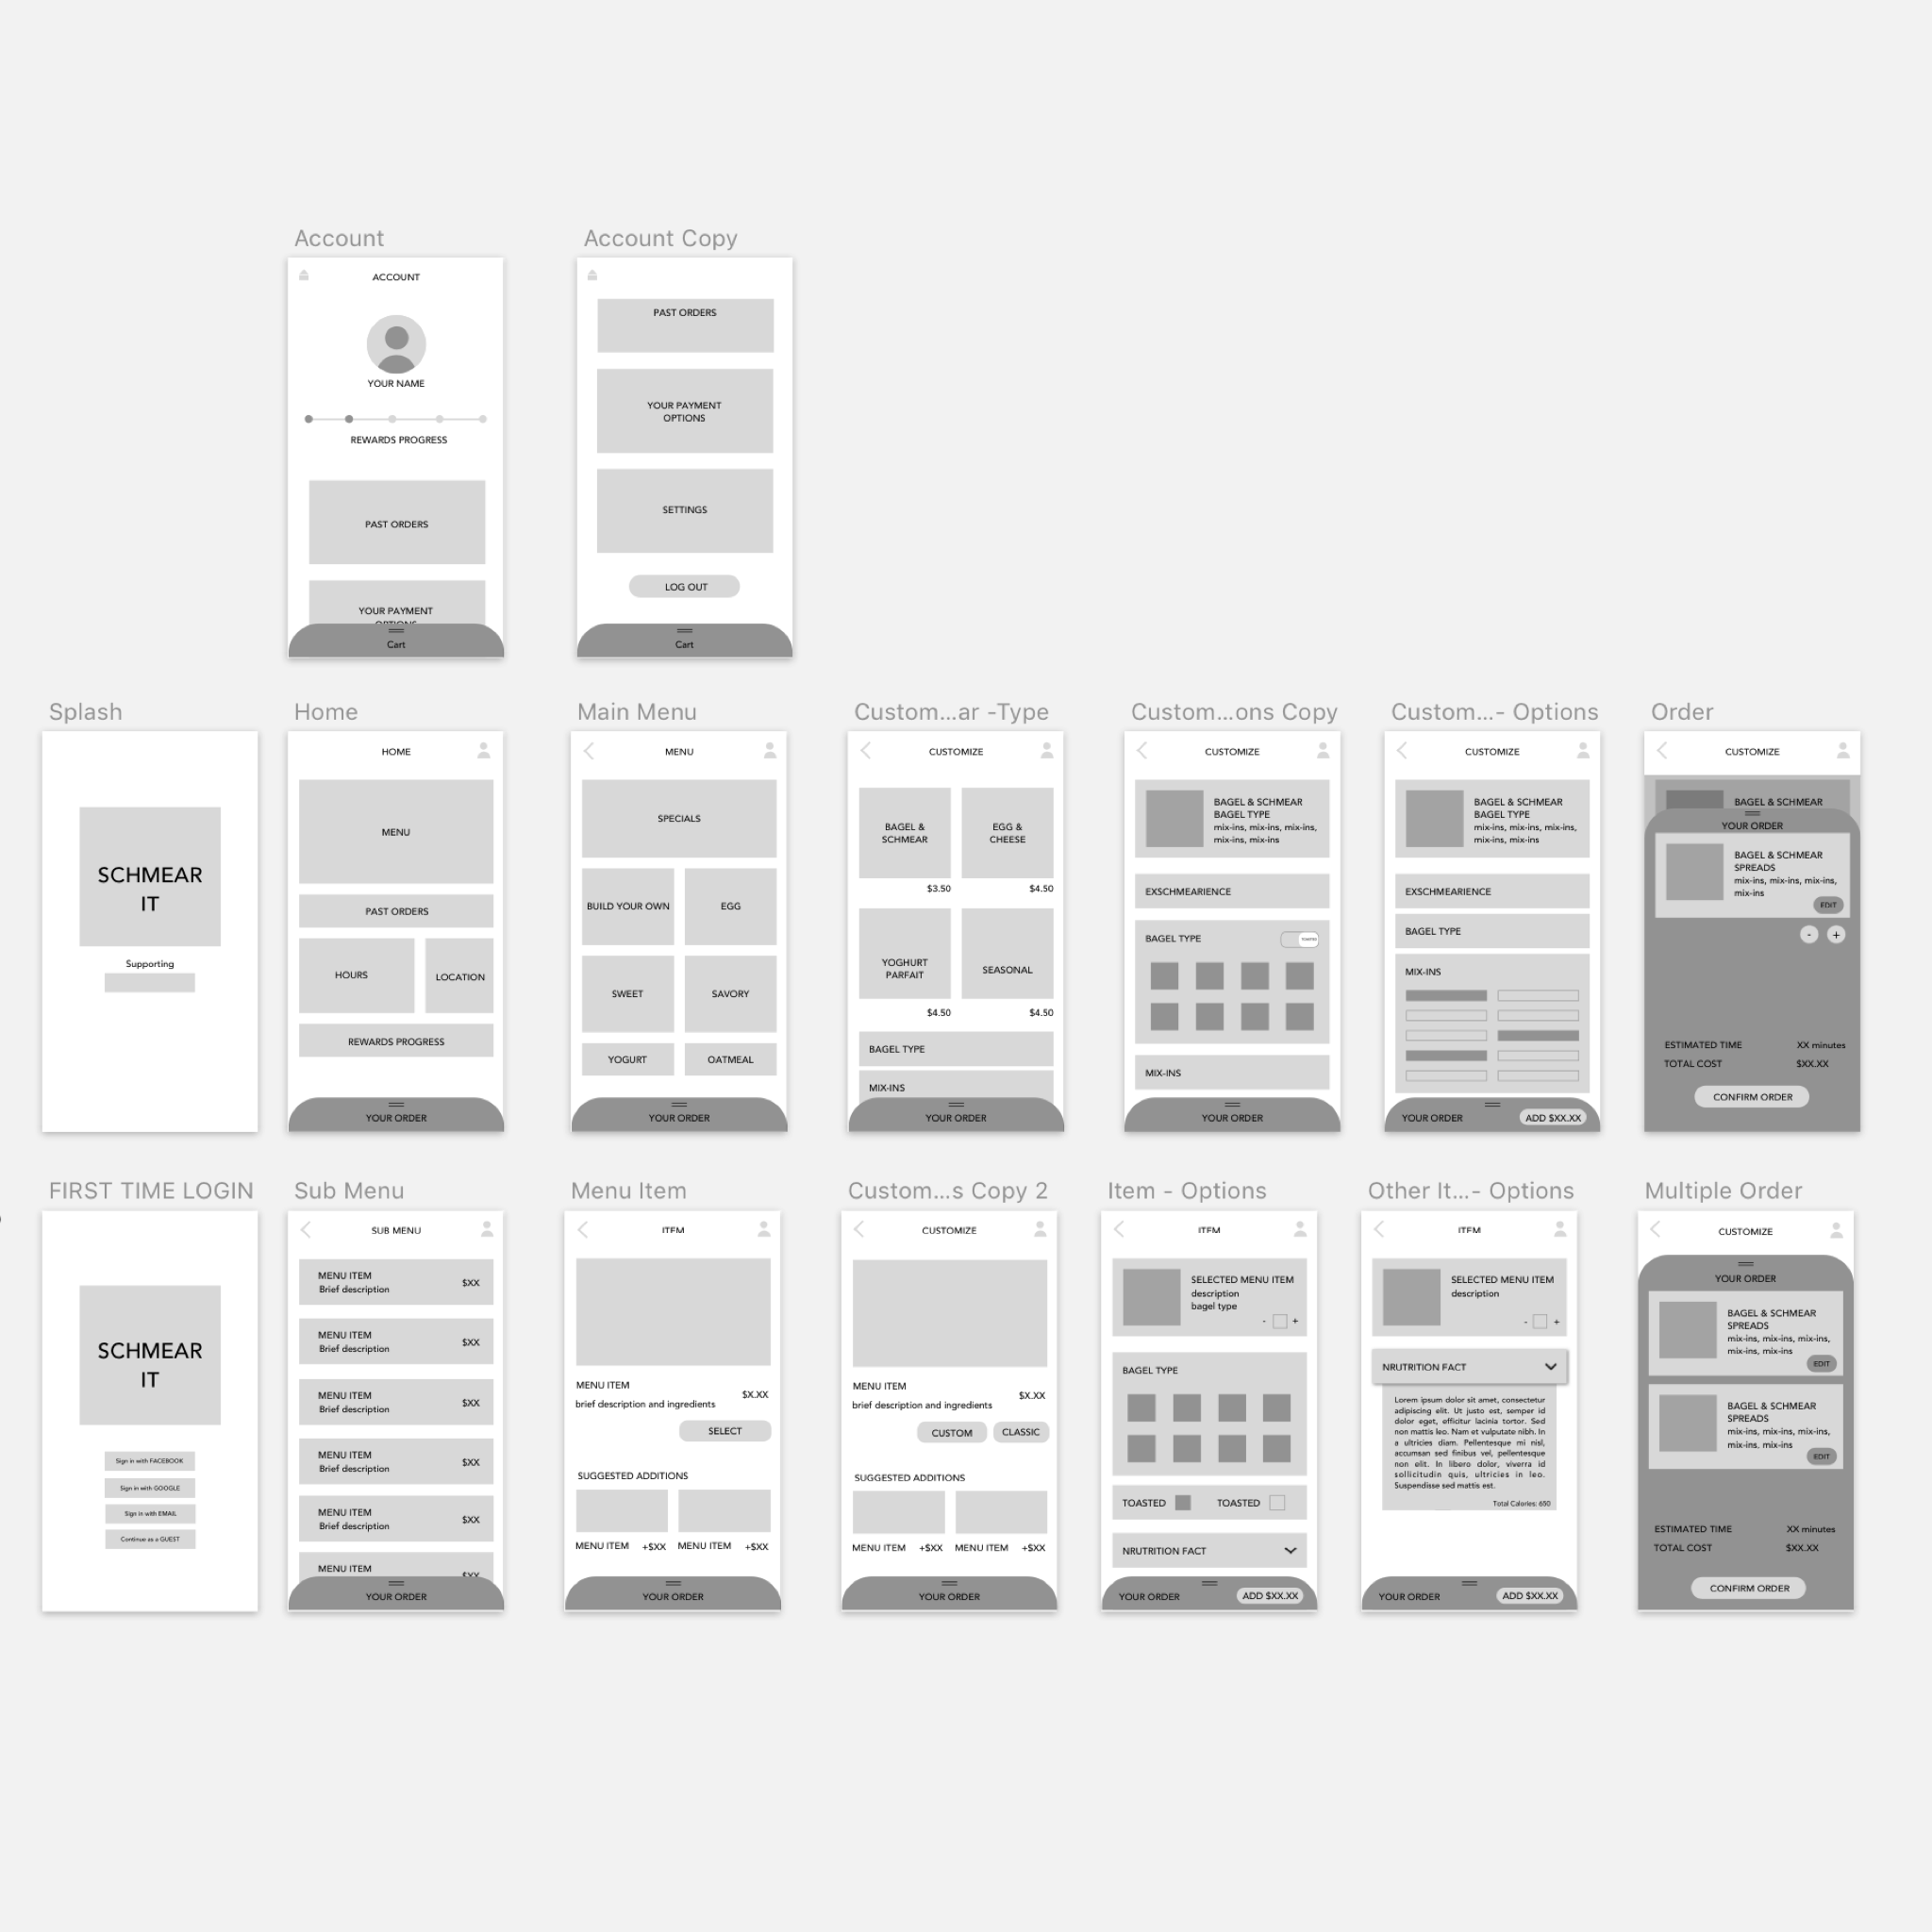 Account
ACCOUNT
YOUR NAME
REWARDS PROGRESS
PAST ORDERS
YOUR PAYMENT
OPTIONS
Cart
Account Copy
PAST ORDERS
YOUR PAYMENT
OPTIONS
SETTINGS
LOG OUT
Cart
Splash
SCHMEAR
IT
Supporting
Home
HOME
MENU
PAST ORDERS
HOURS
LOCATION
REWARDS PROGRESS
YOUR ORDER
Main Menu
MENU
SPECIALS
BUILD YOUR OWN
EGG
SWEET
SAVORY
YOGURT
OATMEAL
YOUR ORDER
Custom...ar -Type
CUSTOMIZE
BAGEL &
SCHMEAR
EGG &
CHEESE
$3.50
$4.50
YOGHURT
PARFAIT
SEASONAL
$4.50
$4.50
BAGEL TYPE
MIX-INS
YOUR ORDER
Custom...ons Copy
CUSTOMIZE
BAGEL & SCHMEAR
BAGEL TYPE
mix-ins, mix-ins, mix-ins,
mix-ins, mix-ins
EXSCHMEARIENCE
BAGEL TYPE
TOASTED
MIX-INS
YOUR ORDER
Custom...- Options
CUSTOMIZE
BAGEL & SCHMEAR
BAGEL TYPE
mix-ins, mix-ins, mix-ins,
mix-ins, mix-ins
EXSCHMEARIENCE
BAGEL TYPE
MIX-INS
YOUR ORDER
ADD $XX.XX
Order
CUSTOMIZE
BAGEL & SCHMEAR
YOUR ORDER
BAGEL & SCHMEAR
SPREADS
mix-ins, mix-ins, mix-ins,
mix-ins
EDIT
- +
ESTIMATED TIME XX minutes
TOTAL COST $XX.XX
CONFIRM ORDER
FIRST TIME LOGIN
SCHMEAR
IT
Sign in with FACEBOOK
Sign in with GOOGLE
Sign in with EMAIL
Continue as a GUEST
Sub Menu
SUB MENU
MENU ITEM
Brief description
$XX
MENU ITEM
Brief description
$XX
MENU ITEM
Brief description
$XX
MENU ITEM
Brief description
$XX
MENU ITEM
Brief description
$XX
MENU ITEM
$XX
YOUR ORDER
Menu Item
ITEM
MENU ITEM
brief description and ingredients
$X.XX
SELECT
SUGGESTED ADDITIONS
MENU ITEM +$XX MENU ITEM +$XX
YOUR ORDER
Custom...s Copy 2
CUSTOMIZE
MENU ITEM
brief description and ingredients
$X.XX
CUSTOM
CLASSIC
SUGGESTED ADDITIONS
MENU ITEM +$XX MENU ITEM +$XX
YOUR ORDER
Item - Options
ITEM
SELECTED MENU ITEM
description
bagel type
- +
BAGEL TYPE
TOASTED TOASTED
NRUTRITION FACT
YOUR ORDER
ADD $XX.XX
Other It...- Options
ITEM
SELECTED MENU ITEM
description
- +
NRUTRITION FACT
Lorem ipsum dolor sit amet, consectetur
adipiscing elit. Ut justo est, semper id
dolor eget, efficitur lacinia tortor. Sed
non mattis leo. Nam et vulputate nibh. In
a ultricies diam. Pellentesque mi nisl,
accumsan sed finibus vel, pellentesque
non elit. In libero dolor, viverra id
sollicitudin quis, ultricies in leo.
Suspendisse sed mattis est.
Total Calories: 650
YOUR ORDER
ADD $XX.XX
Multiple Order
CUSTOMIZE
YOUR ORDER
BAGEL & SCHMEAR
SPREADS
mix-ins, mix-ins, mix-ins,
mix-ins, mix-ins
EDIT
BAGEL & SCHMEAR
SPREADS
mix-ins, mix-ins, mix-ins,
mix-ins, mix-ins
EDIT
ESTIMATED TIME XX minutes
TOTAL COST $XX.XX
CONFIRM ORDER